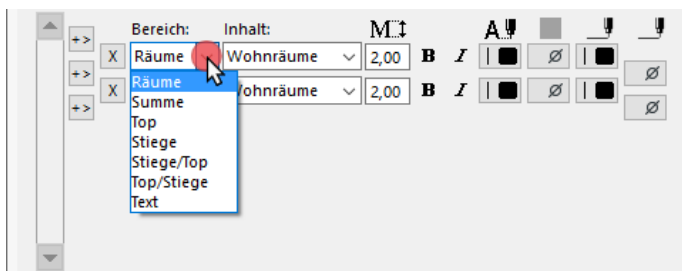 Bereich: Inhalt: M A
+>
X Räume Wohnräume 2,00 B I Ø
+> Ø
X Wohnräume 2,00 B I Ø
+> Ø
Räume
Summe
Top
Stiege
Stiege/Top
Top/Stiege
Text